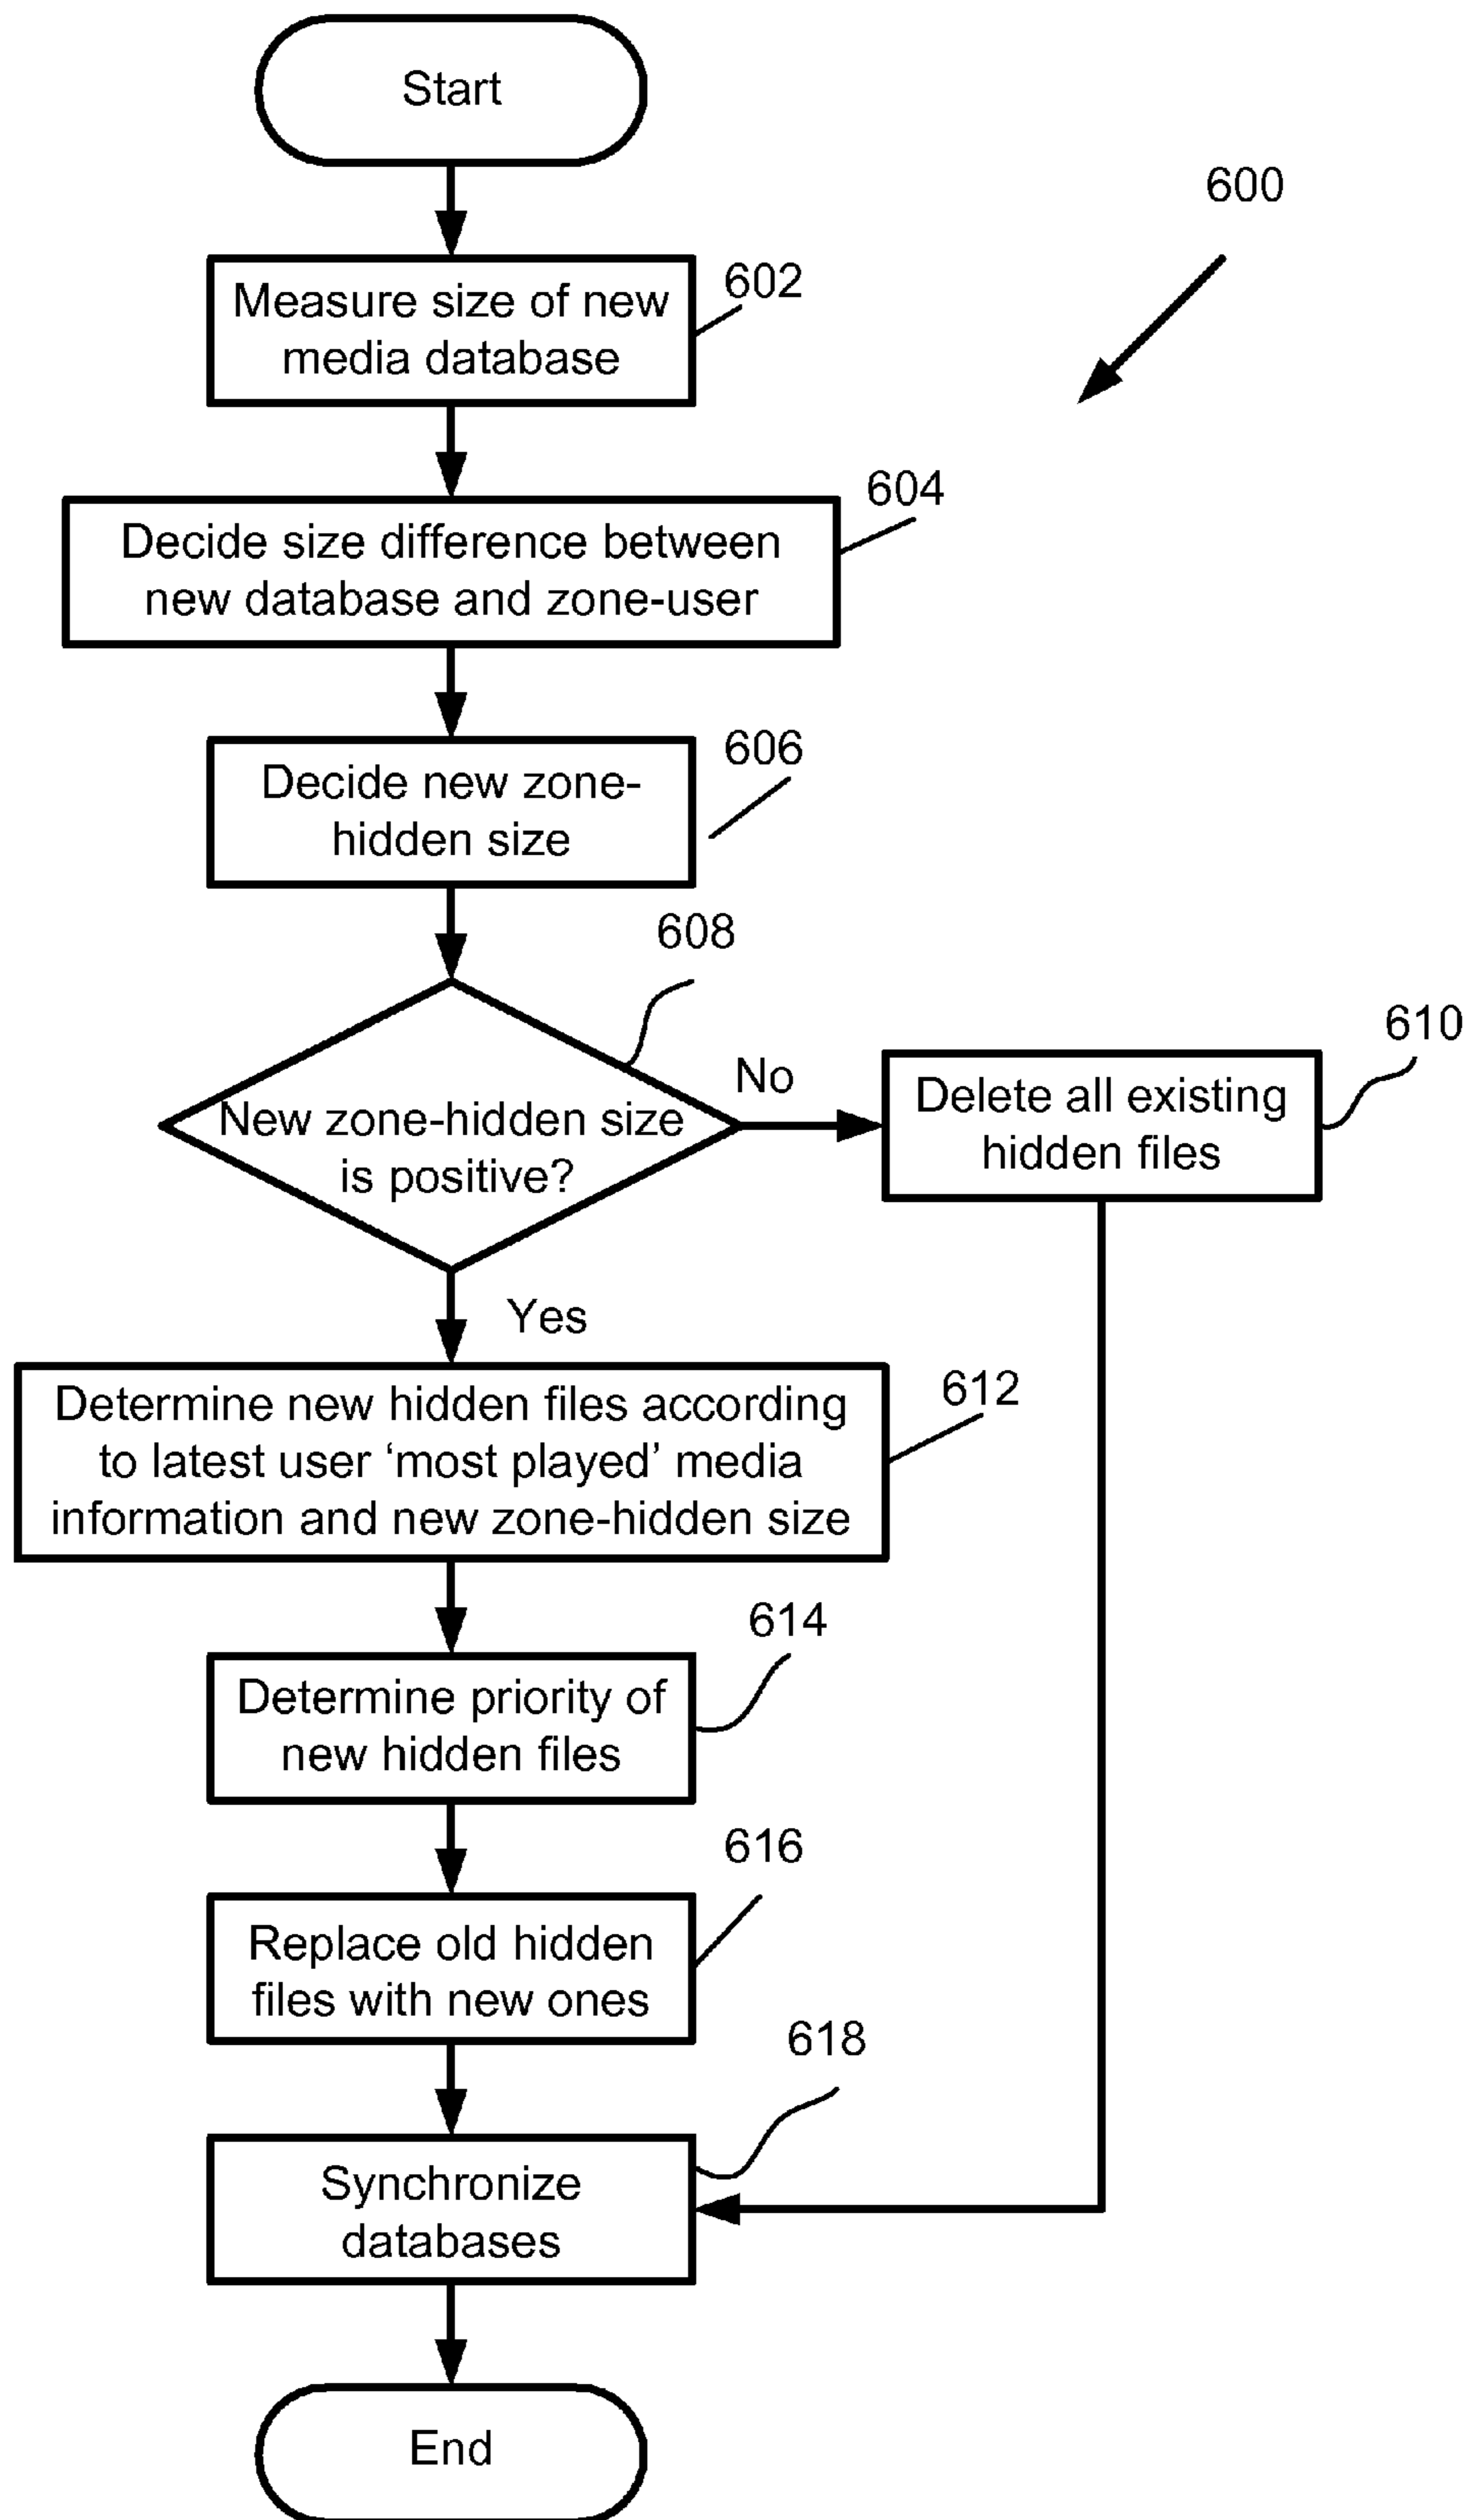 Start
600
Measure size of new
media database
602
Decide size difference between
new database and zone-user
604
Decide new zone-
hidden size
606
608
New zone-hidden size
is positive?
No
Delete all existing
hidden files
610
Yes
Determine new hidden files according
to latest user ‘most played’ media
information and new zone-hidden size
612
Determine priority of
new hidden files
614
Replace old hidden
files with new ones
616
Synchronize
databases
618
End